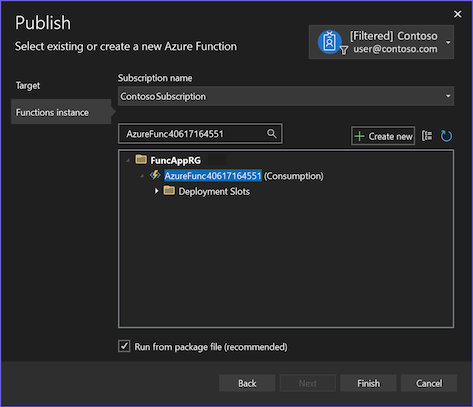 Publish
Select existing or create a new Azure Function
[Filtered] Contoso
user@contoso.com
Target
Functions instance
Subscription name
Contoso Subscription
AzureFunc40617164551
Create new
FuncAppRG
AzureFunc40617164551 (Consumption)
Deployment Slots
Run from package file (recommended)
Back
Next
Finish
Cancel